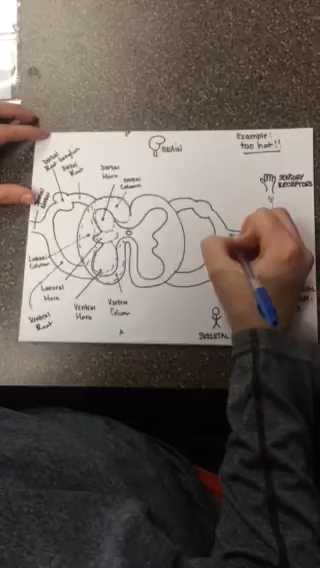 Example:
too hot!!
BRAIN
SENSORY
RECEPTORS
Dorsal
Root Ganglion
Dorsal
Root
Dorsal
Horn
Dorsal
Column
Lateral
Column
Lateral
Horn
Ventral
Root
Ventral
Horn
Ventral
Column
A
SKELETAL